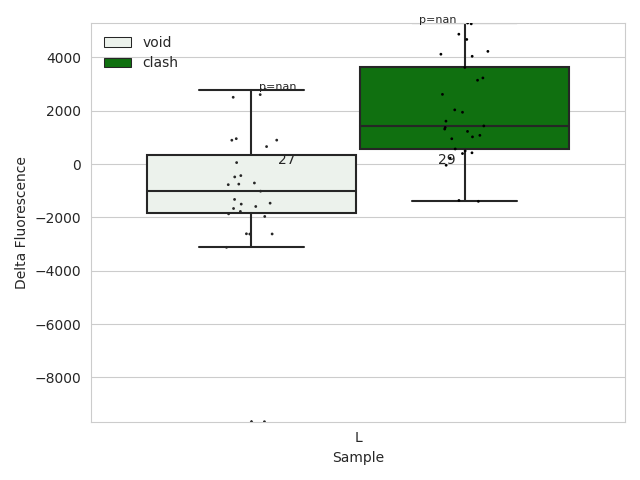 p=nan
void
clash
p=nan
27
29
4000
2000
0
−2000
−4000
−6000
−8000
Delta Fluorescence
L
Sample